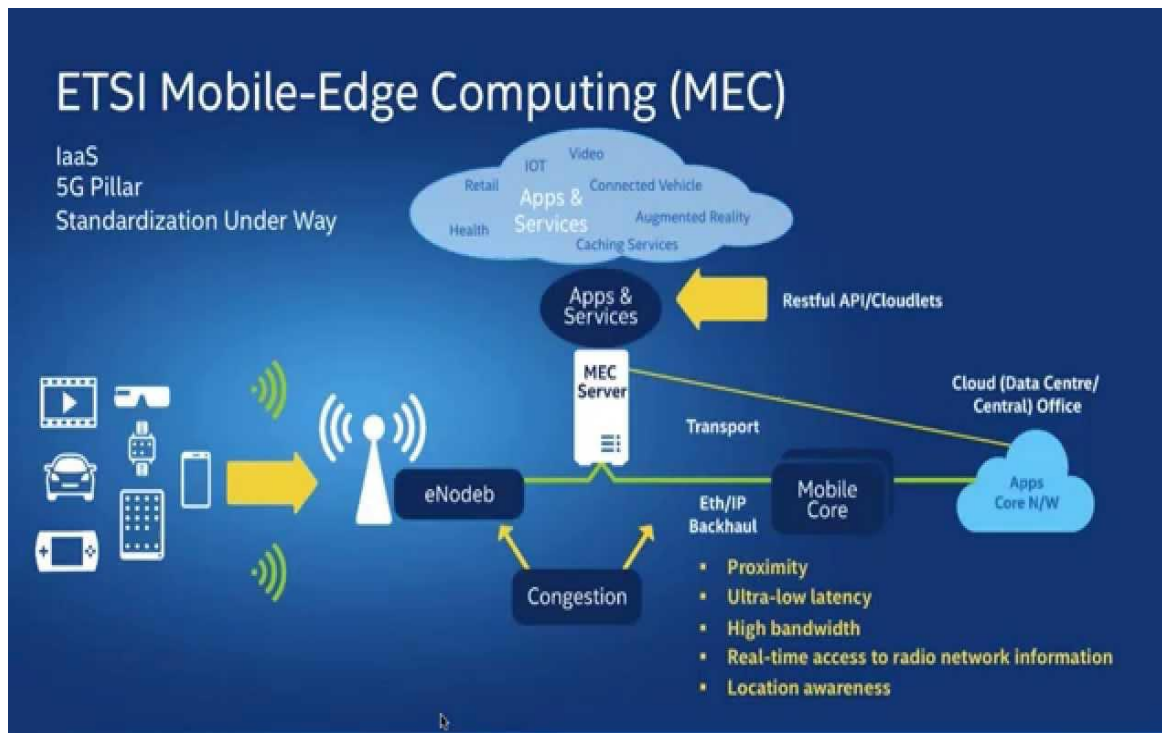 ETSI Mobile-Edge Computing (MEC)
IaaS
5G Pillar
Standardization Under Way
Video
IOT
Retail
Connected Vehicle
Apps &
Services
Augmented Reality
Health
Caching Services
Apps &
Services
Restful API/Cloudlets
MEC
Server
Cloud (Data Centre/
Central) Office
Transport
eNodeb
Eth/IP
Backhaul
Mobile
Core
Apps
Core N/W
Congestion
▪ Proximity
▪ Ultra-low latency
▪ High bandwidth
▪ Real-time access to radio network information
▪ Location awareness